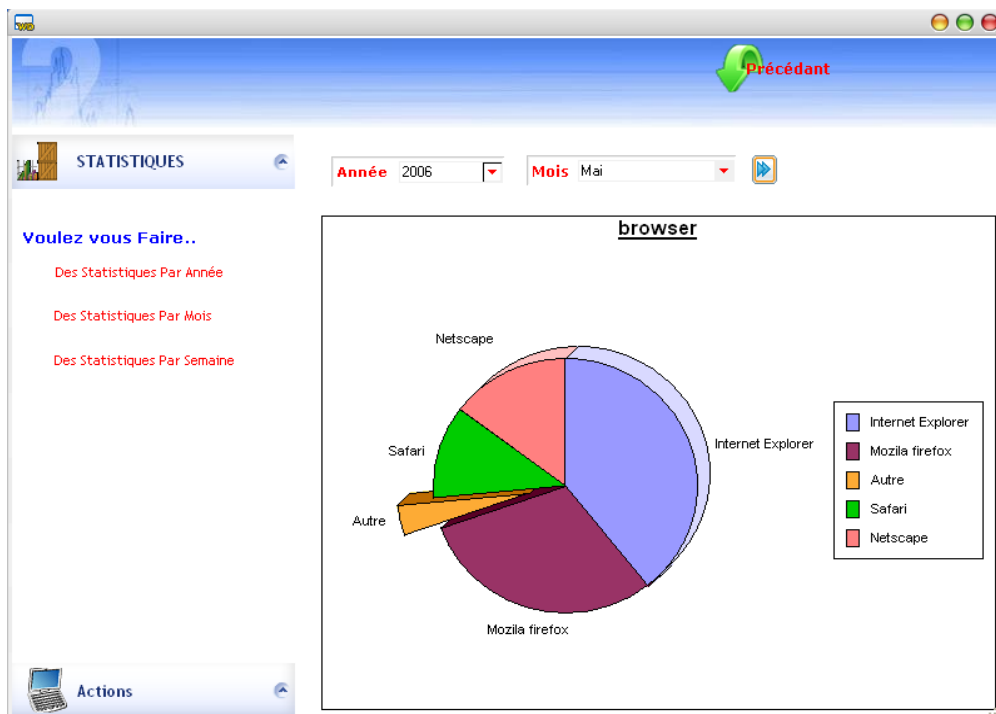 WD
Précédant
STATISTIQUES
Année 2006 Mois Mai
Voulez vous Faire..
Des Statistiques Par Année
Des Statistiques Par Mois
Des Statistiques Par Semaine
browser
Netscape
Internet Explorer
Safari
Autre
Mozila firefox
Internet Explorer
Mozila firefox
Autre
Safari
Netscape
Actions